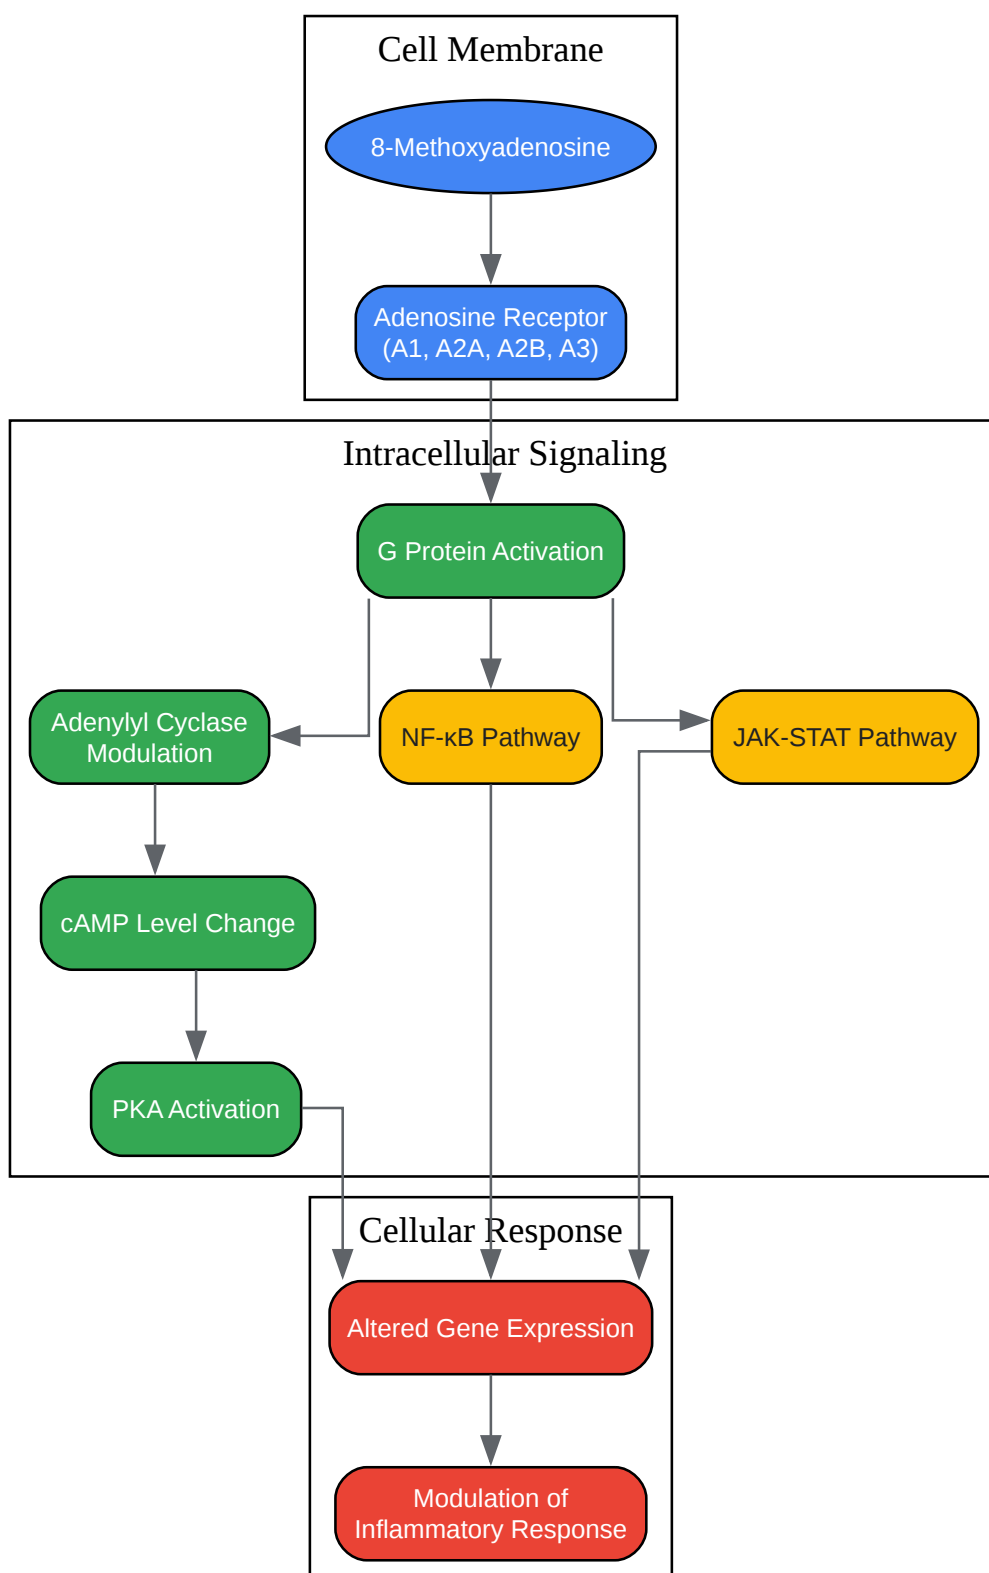 Cell Membrane
8-Methoxyadenosine
Adenosine Receptor
(A1, A2A, A2B, A3)
Intracellular Signaling
G Protein Activation
Adenylyl Cyclase
Modulation
NF-κB Pathway
JAK-STAT Pathway
cAMP Level Change
PKA Activation
Cellular Response
Altered Gene Expression
Modulation of
Inflammatory Response